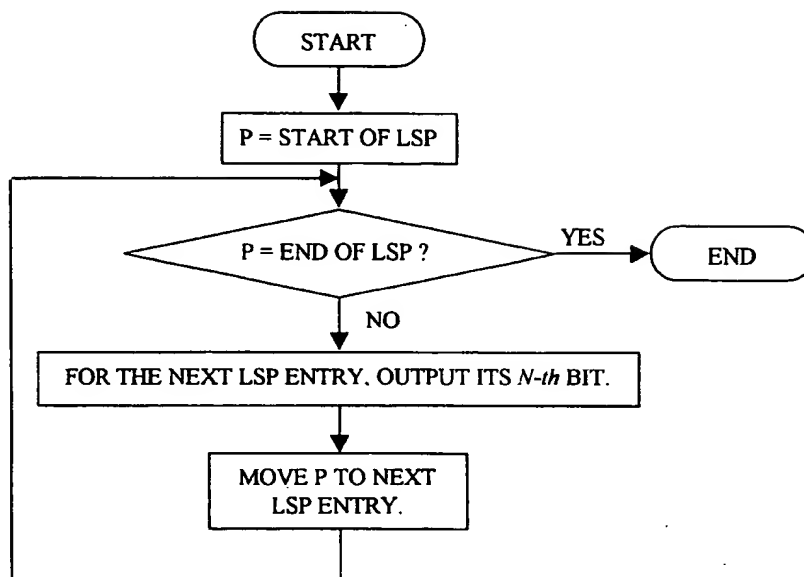 START
P = START OF LSP
P = END OF LSP ?
YES
END
NO
FOR THE NEXT LSP ENTRY. OUTPUT ITS N-th BIT.
MOVE P TO NEXT
LSP ENTRY.